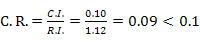 C. R. = C.I./R.I. = 0.10/1.12 = 0.09 < 0.1